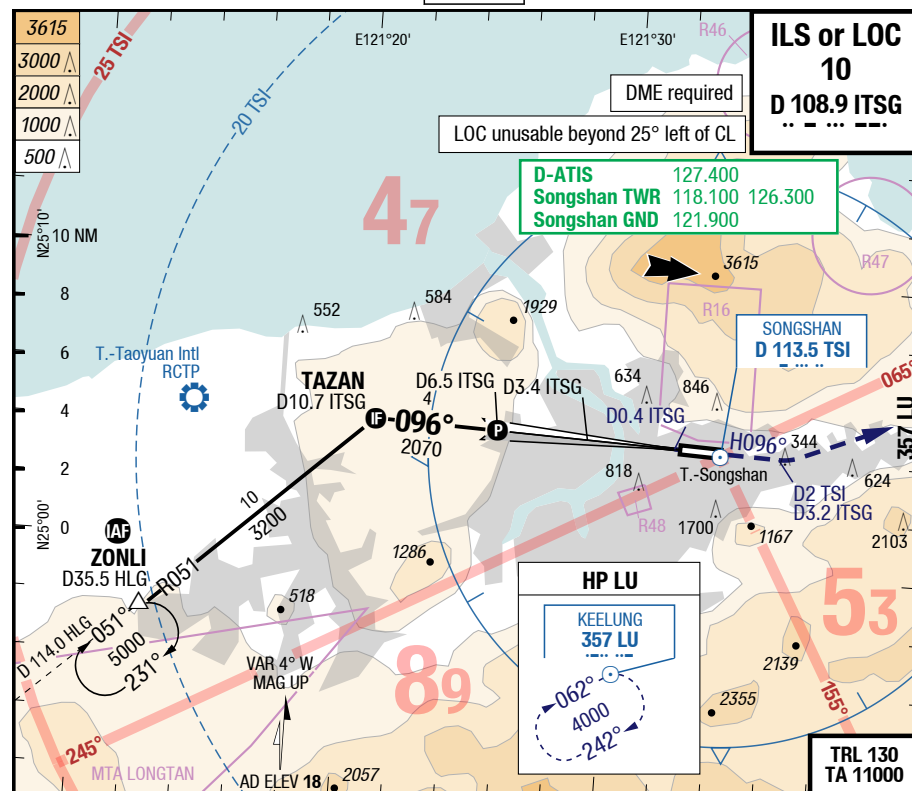 3615
3000
2000
1000
500
25 TSI
20 TSI
E121°20'
E121°30'
R46
ILS or LOC
10
D 108.9 ITSG
DME required
LOC unusable beyond 25° left of CL
D-ATIS 127.400
Songshan TWR 118.100 126.300
Songshan GND 121.900
47
N25°10'
10 NM
8
6
4
2
0
N25°00'
3615
R47
R16
552
584
1929
T.-Taoyuan Intl
RCTP
SONGSHAN
D 113.5 TSI
065°
TAZAN
D10.7 ITSG
D6.5 ITSG
D3.4 ITSG
634
846
4
IF
096°
P
2070
D0.4 ITSG
H096°
344
357 LU
T.-Songshan
818
D2 TSI
D3.2 ITSG
624
R48
1700
1167
2103
10
3200
IAF
ZONLI
D35.5 HLG
R051
1286
518
D 114.0 HLG
051°
5000
231°
VAR 4° W
MAG UP
89
HP LU
KEELUNG
357 LU
062°
4000
242°
53
2139
2355
155°
245°
MTA LONGTAN
AD ELEV 18
2057
TRL 130
TA 11000